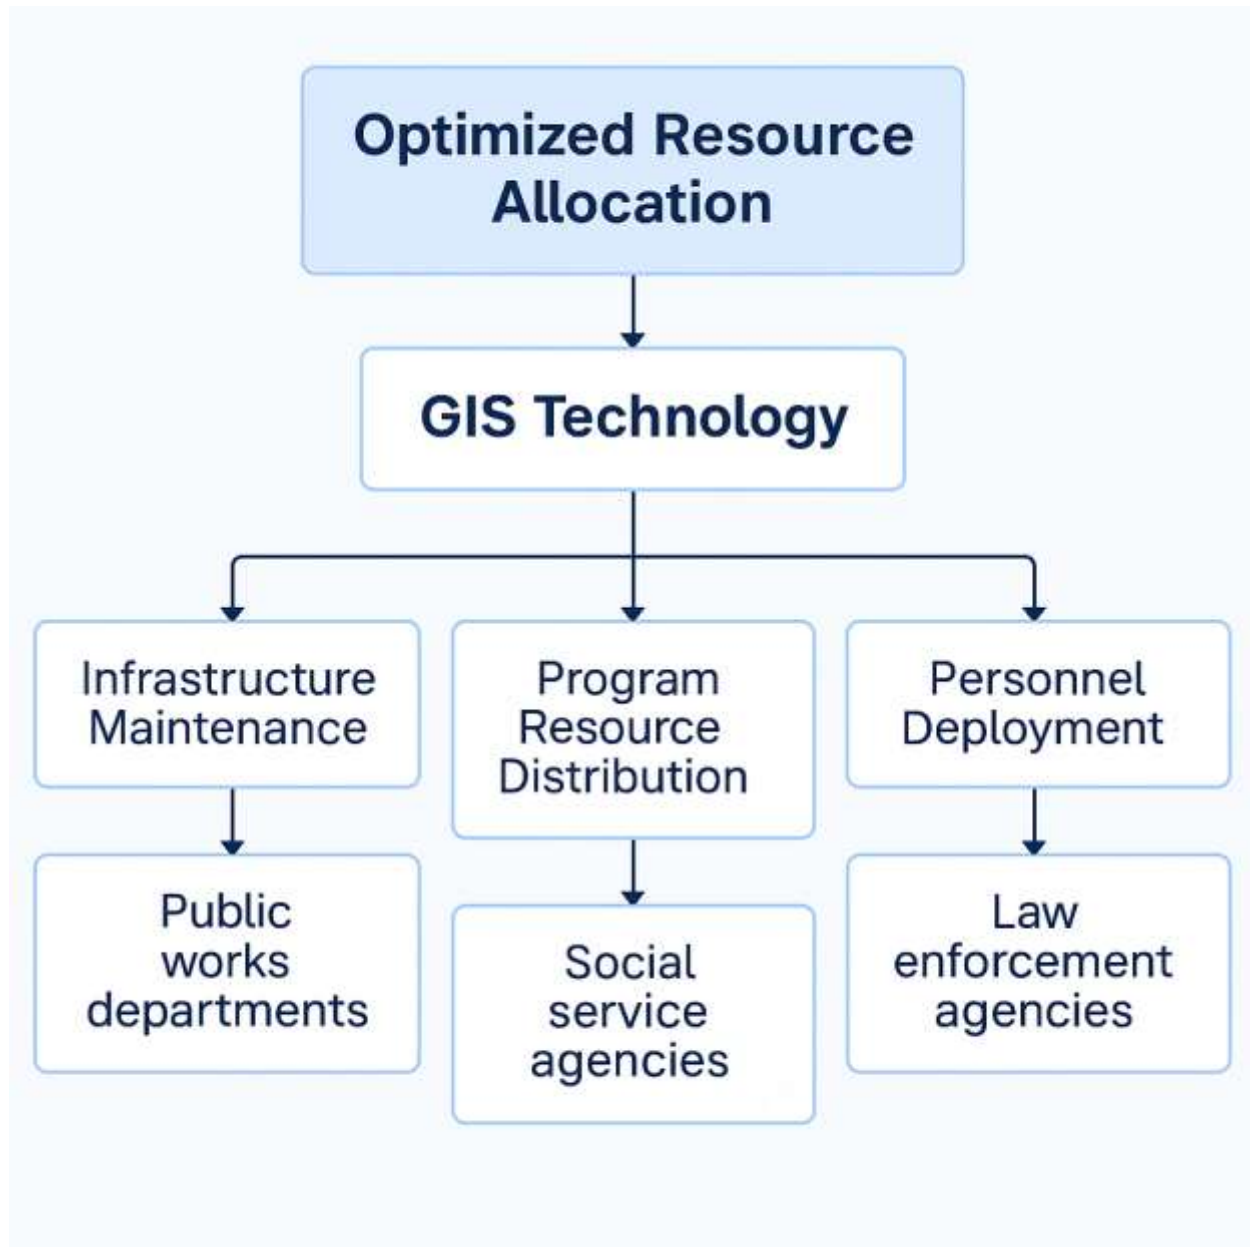 Optimized Resource
Allocation
GIS Technology
Infrastructure
Maintenance
Program
Resource
Distribution
Personnel
Deployment
Public
works
departments
Social
service
agencies
Law
enforcement
agencies